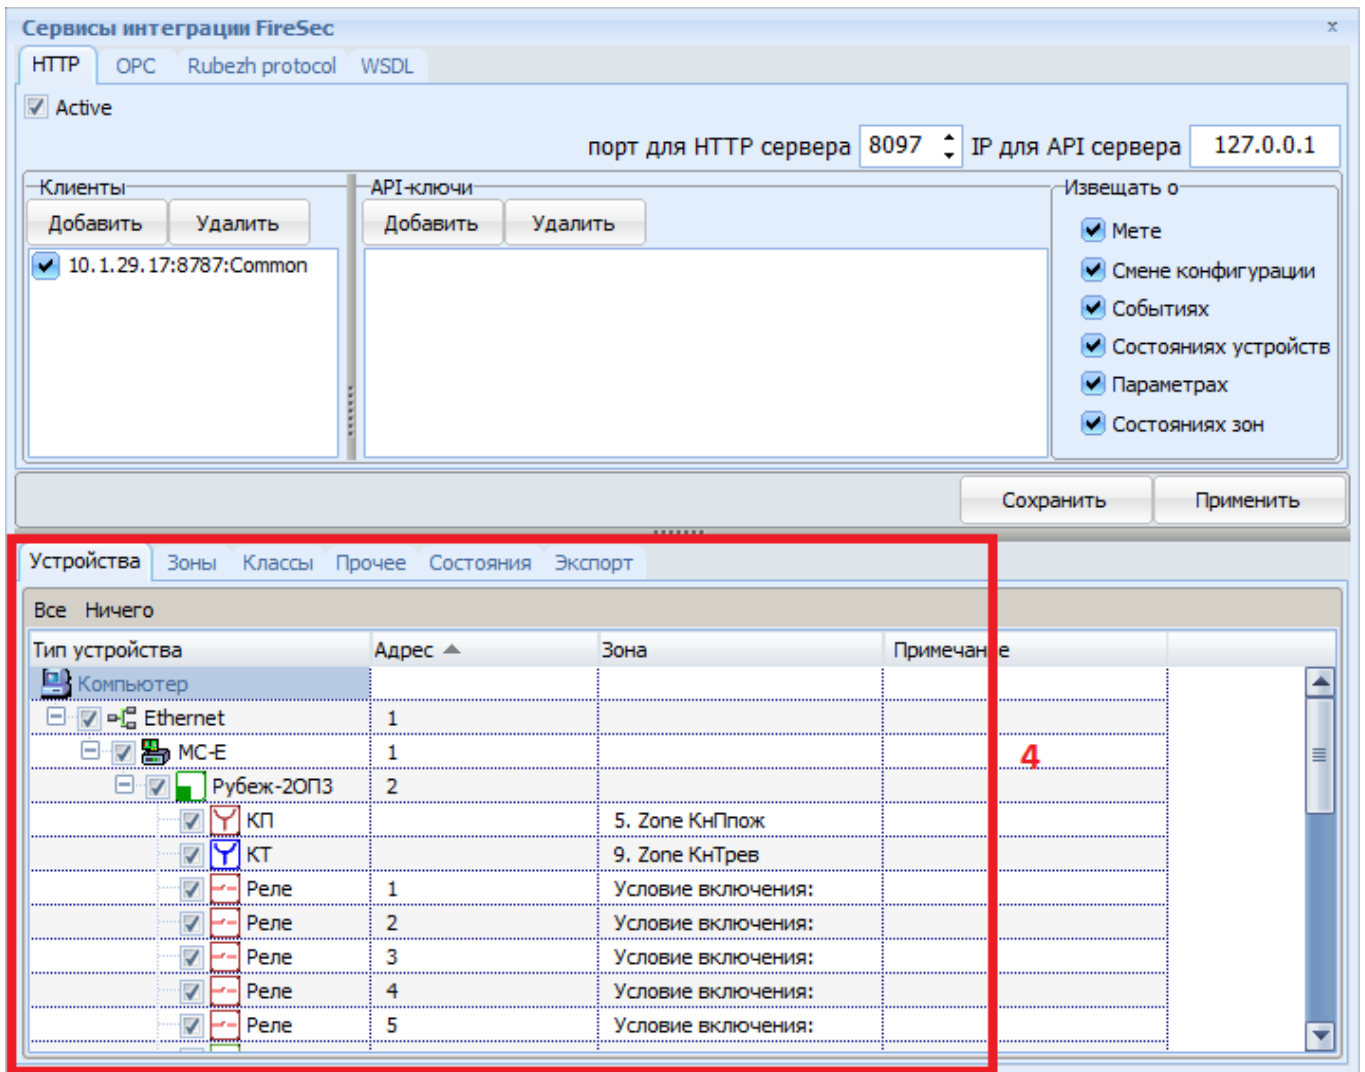 Сервисы интеграции FireSec x
HTTP OPC Rubezh protocol WSDL
Active
порт для HTTP сервера 8097 IP для API сервера 127.0.0.1
Клиенты API-ключи Извещать о
Добавить Удалить Добавить Удалить
10.1.29.17:8787:Common
Мете
Смене конфигурации
Событиях
Состояниях устройств
Параметрах
Состояниях зон
Сохранить Применить
Устройства Зоны Классы Прочее Состояния Экспорт
Все Ничего
Тип устройства Адрес Зона Примечание
Компьютер
Ethernet 1
МС-Е 1 4
Рубеж-2ОП3 2
КП 5. Zone КнПпож
КТ 9. Zone КнТрев
Реле 1 Условие включения:
Реле 2 Условие включения:
Реле 3 Условие включения:
Реле 4 Условие включения:
Реле 5 Условие включения: